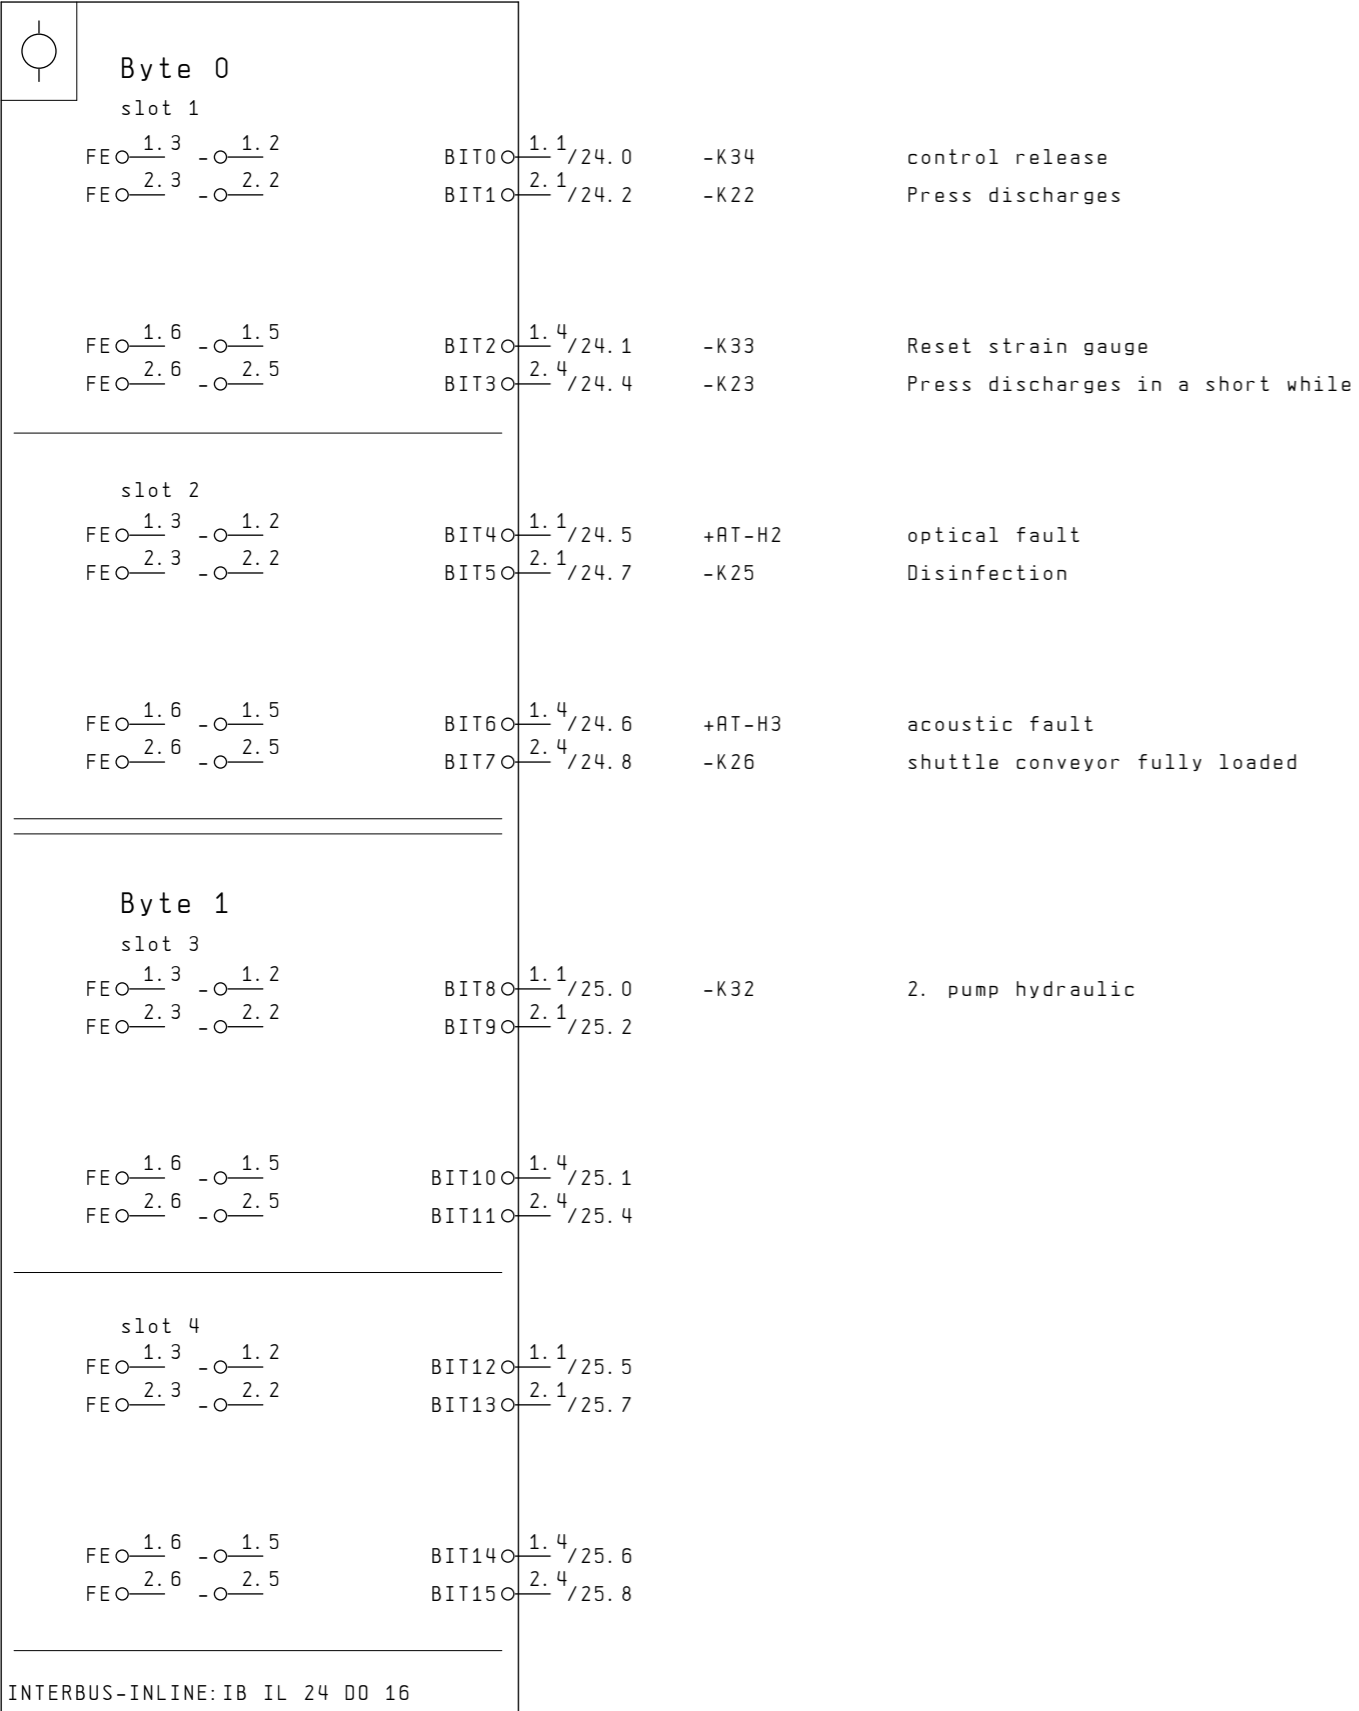 Byte 0
slot 1
FE 1.3 - 1.2 BIT0 1.1 /24.0 -K34 control release
FE 2.3 - 2.2 BIT1 2.1 /24.2 -K22 Press discharges
FE 1.6 - 1.5 BIT2 1.4 /24.1 -K33 Reset strain gauge
FE 2.6 - 2.5 BIT3 2.4 /24.4 -K23 Press discharges in a short while
slot 2
FE 1.3 - 1.2 BIT4 1.1 /24.5 +AT-H2 optical fault
FE 2.3 - 2.2 BIT5 2.1 /24.7 -K25 Disinfection
FE 1.6 - 1.5 BIT6 1.4 /24.6 +AT-H3 acoustic fault
FE 2.6 - 2.5 BIT7 2.4 /24.8 -K26 shuttle conveyor fully loaded
Byte 1
slot 3
FE 1.3 - 1.2 BIT8 1.1 /25.0 -K32 2. pump hydraulic
FE 2.3 - 2.2 BIT9 2.1 /25.2
FE 1.6 - 1.5 BIT10 1.4 /25.1
FE 2.6 - 2.5 BIT11 2.4 /25.4
slot 4
FE 1.3 - 1.2 BIT12 1.1 /25.5
FE 2.3 - 2.2 BIT13 2.1 /25.7
FE 1.6 - 1.5 BIT14 1.4 /25.6
FE 2.6 - 2.5 BIT15 2.4 /25.8
INTERBUS-INLINE:IB IL 24 DO 16